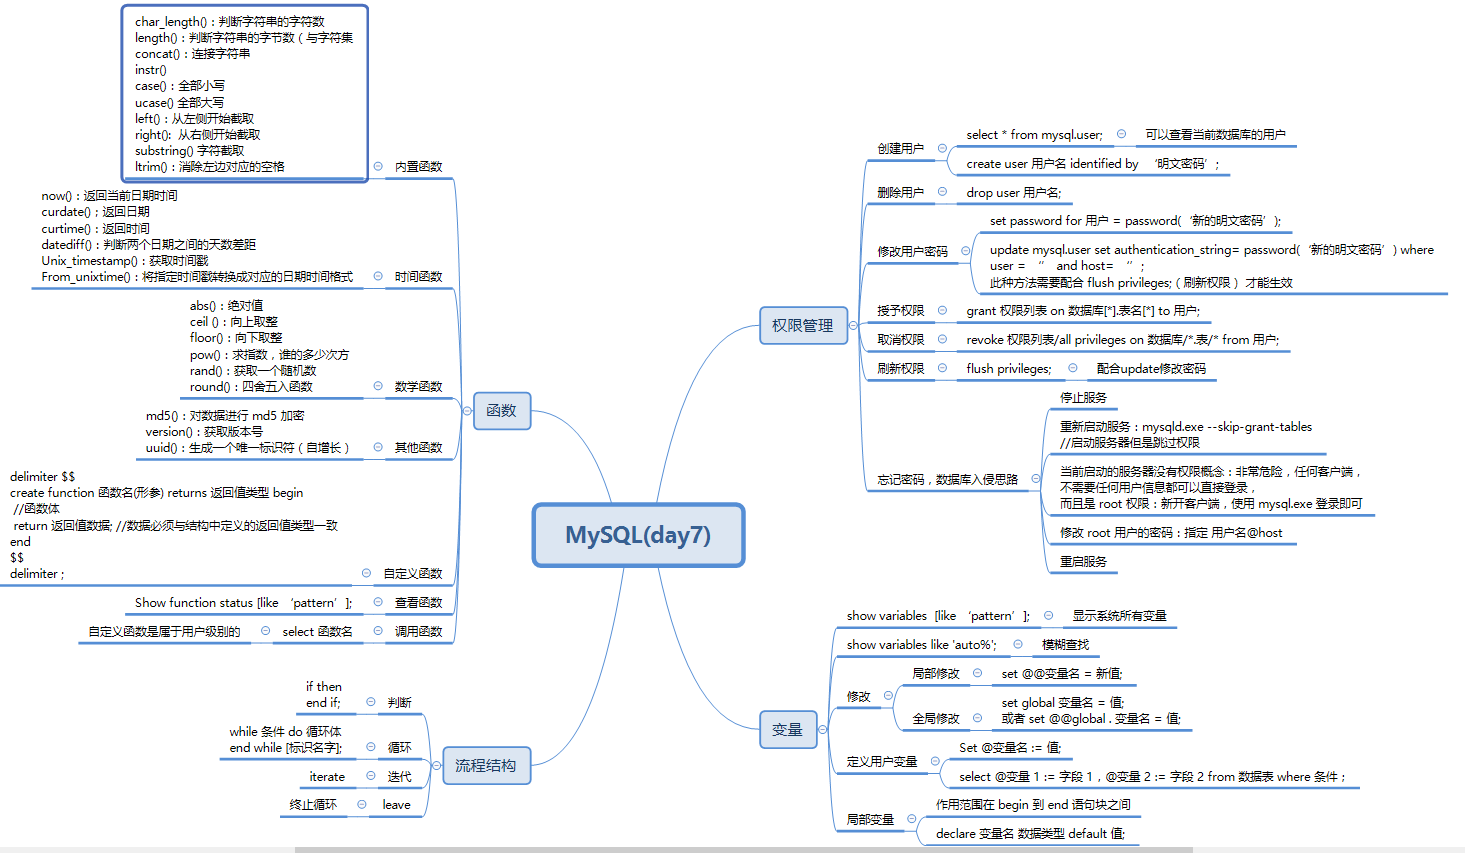 char_length()：判断字符串的字符数
length()：判断字符串的字节数（与字符集
concat()：连接字符串
instr()
case()：全部小写
ucase() 全部大写
left()：从左侧开始截取
right():  从右侧开始截取
substring() 字符截取
ltrim()：消除左边对应的空格
内置函数
now()：返回当前日期时间
curdate()；返回日期
curtime()：返回时间
datediff()：判断两个日期之间的天数差距
Unix_timestamp()：获取时间戳
From_unixtime()：将指定时间戳转换成对应的日期时间格式
时间函数
abs()：绝对值
ceil ()：向上取整
floor()：向下取整
pow()：求指数，谁的多少次方
rand()：获取一个随机数
round()：四舍五入函数
数学函数
md5()：对数据进行 md5 加密
version()：获取版本号
uuid()：生成一个唯一标识符（自增长）
其他函数
函数
delimiter $$
create function 函数名(形参) returns 返回值类型 begin
//函数体
return 返回值数据; //数据必须与结构中定义的返回值类型一致
end
$$
delimiter ;
自定义函数
Show function status [like ‘pattern’];
查看函数
自定义函数是属于用户级别的
select 函数名
调用函数
MySQL(day7)
if then
end if;
判断
while 条件 do 循环体
end while [标识名字];
循环
iterate
迭代
终止循环
leave
流程结构
权限管理
创建用户
select * from mysql.user;
可以查看当前数据库的用户
create user 用户名 identified by ‘明文密码’;
删除用户
drop user 用户名;
修改用户密码
set password for 用户 = password(‘新的明文密码’);
update mysql.user set authentication_string= password(‘新的明文密码’) where
user = “ and host= “;
此种方法需要配合 flush privileges;（刷新权限） 才能生效
授予权限
grant 权限列表 on 数据库[*].表名[*] to 用户;
取消权限
revoke 权限列表/all privileges on 数据库/*.表/* from 用户;
刷新权限
flush privileges;
配合update修改密码
忘记密码，数据库入侵思路
停止服务
重新启动服务：mysqld.exe --skip-grant-tables
//启动服务器但是跳过权限
当前启动的服务器没有权限概念：非常危险，任何客户端，
不需要任何用户信息都可以直接登录，
而且是 root 权限：新开客户端，使用 mysql.exe 登录即可
修改 root 用户的密码：指定 用户名@host
重启服务
变量
show variables  [like ‘pattern’];
显示系统所有变量
show variables like 'auto%';
模糊查找
修改
局部修改
set @@变量名 = 新值;
全局修改
set global 变量名 = 值;
或者 set @@global . 变量名 = 值;
定义用户变量
Set @变量名 := 值;
select @变量 1 := 字段 1，@变量 2 := 字段 2 from 数据表 where 条件；
局部变量
作用范围在 begin 到 end 语句块之间
declare 变量名 数据类型 default 值;